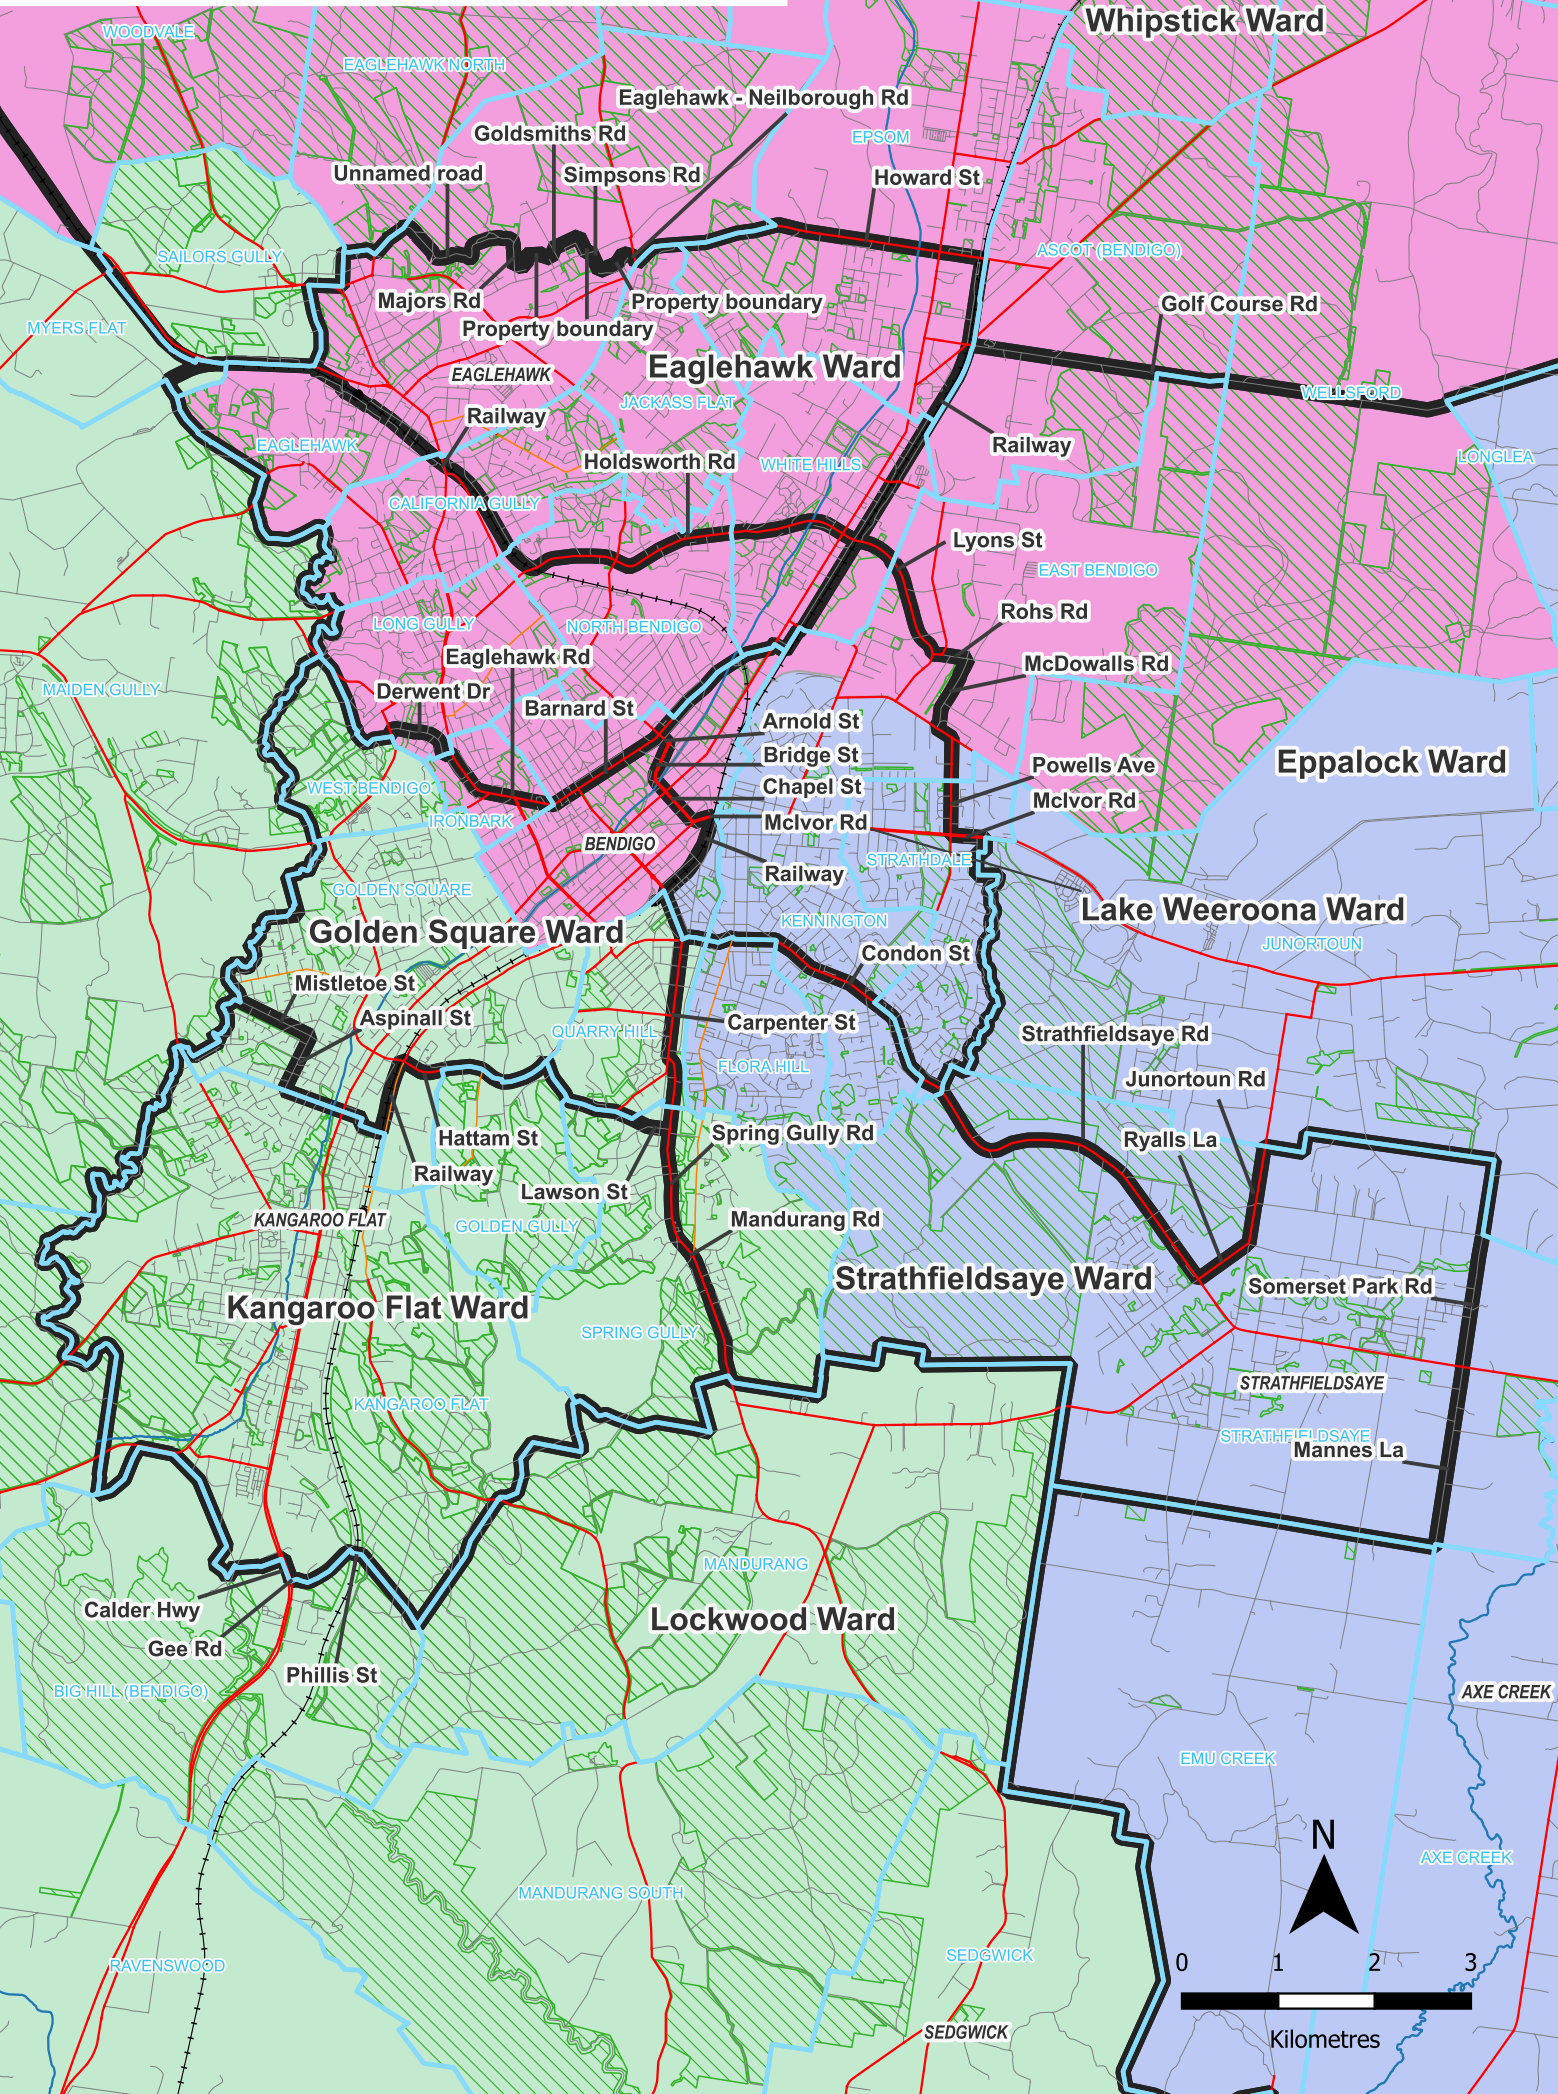 Whipstick Ward
WOODVALE
EAGLEHAWK NORTH
Eaglehawk - Neilborough Rd
Goldsmiths Rd
EPSOM
Unnamed road
Simpsons Rd
Howard St
SAILORS GULLY
ASCOT (BENDIGO)
Majors Rd
Property boundary
Golf Course Rd
MYERS FLAT
Property boundary
EAGLEHAWK
Eaglehawk Ward
WELLSFORD
JACKASS FLAT
Railway
EAGLEHAWK
Railway
LONGLEA
Holdsworth Rd
WHITE HILLS
CALIFORNIA GULLY
Lyons St
EAST BENDIGO
Rohs Rd
LONG GULLY
NORTH BENDIGO
Eaglehawk Rd
McDowalls Rd
MAIDEN GULLY
Derwent Dr
Barnard St
Arnold St
Bridge St
Powells Ave
Eppalock Ward
WEST BENDIGO
Chapel St
McIvor Rd
IRONBARK
McIvor Rd
BENDIGO
STRATHDALE
Railway
GOLDEN SQUARE
Lake Weeroona Ward
KENNINGTON
Golden Square Ward
JUNORTOUN
Condon St
Mistletoe St
Aspinall St
QUARRY HILL
Carpenter St
Strathfieldsaye Rd
FLORA HILL
Junortoun Rd
Hattam St
Spring Gully Rd
Ryalls La
Railway
Lawson St
KANGAROO FLAT
GOLDEN GULLY
Mandurang Rd
Strathfieldsaye Ward
Somerset Park Rd
Kangaroo Flat Ward
SPRING GULLY
STRATHFIELDSAYE
KANGAROO FLAT
STRATHFIELDSAYE
Mannes La
MANDURANG
Calder Hwy
Lockwood Ward
Gee Rd
Phillis St
BIG HILL (BENDIGO)
AXE CREEK
EMU CREEK
N
AXE CREEK
MANDURANG SOUTH
SEDGWICK
RAVENSWOOD
0 1 2 3
SEDGWICK
Kilometres